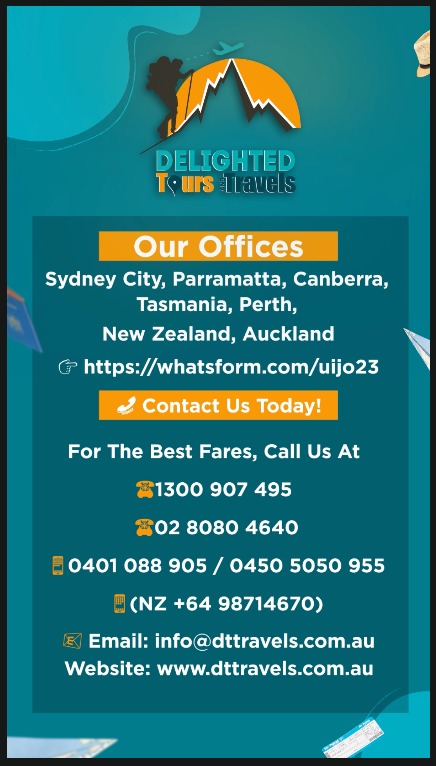 DELIGHTED
Tours and Travels
Our Offices
Sydney City, Parramatta, Canberra,
Tasmania, Perth,
New Zealand, Auckland
👉 https://whatsform.com/uijo23
Contact Us Today!
For The Best Fares, Call Us At
☎1300 907 495
☎02 8080 4640
📱0401 088 905 / 0450 5050 955
📱(NZ +64 98714670)
📧 Email: info@dttravels.com.au
Website: www.dttravels.com.au